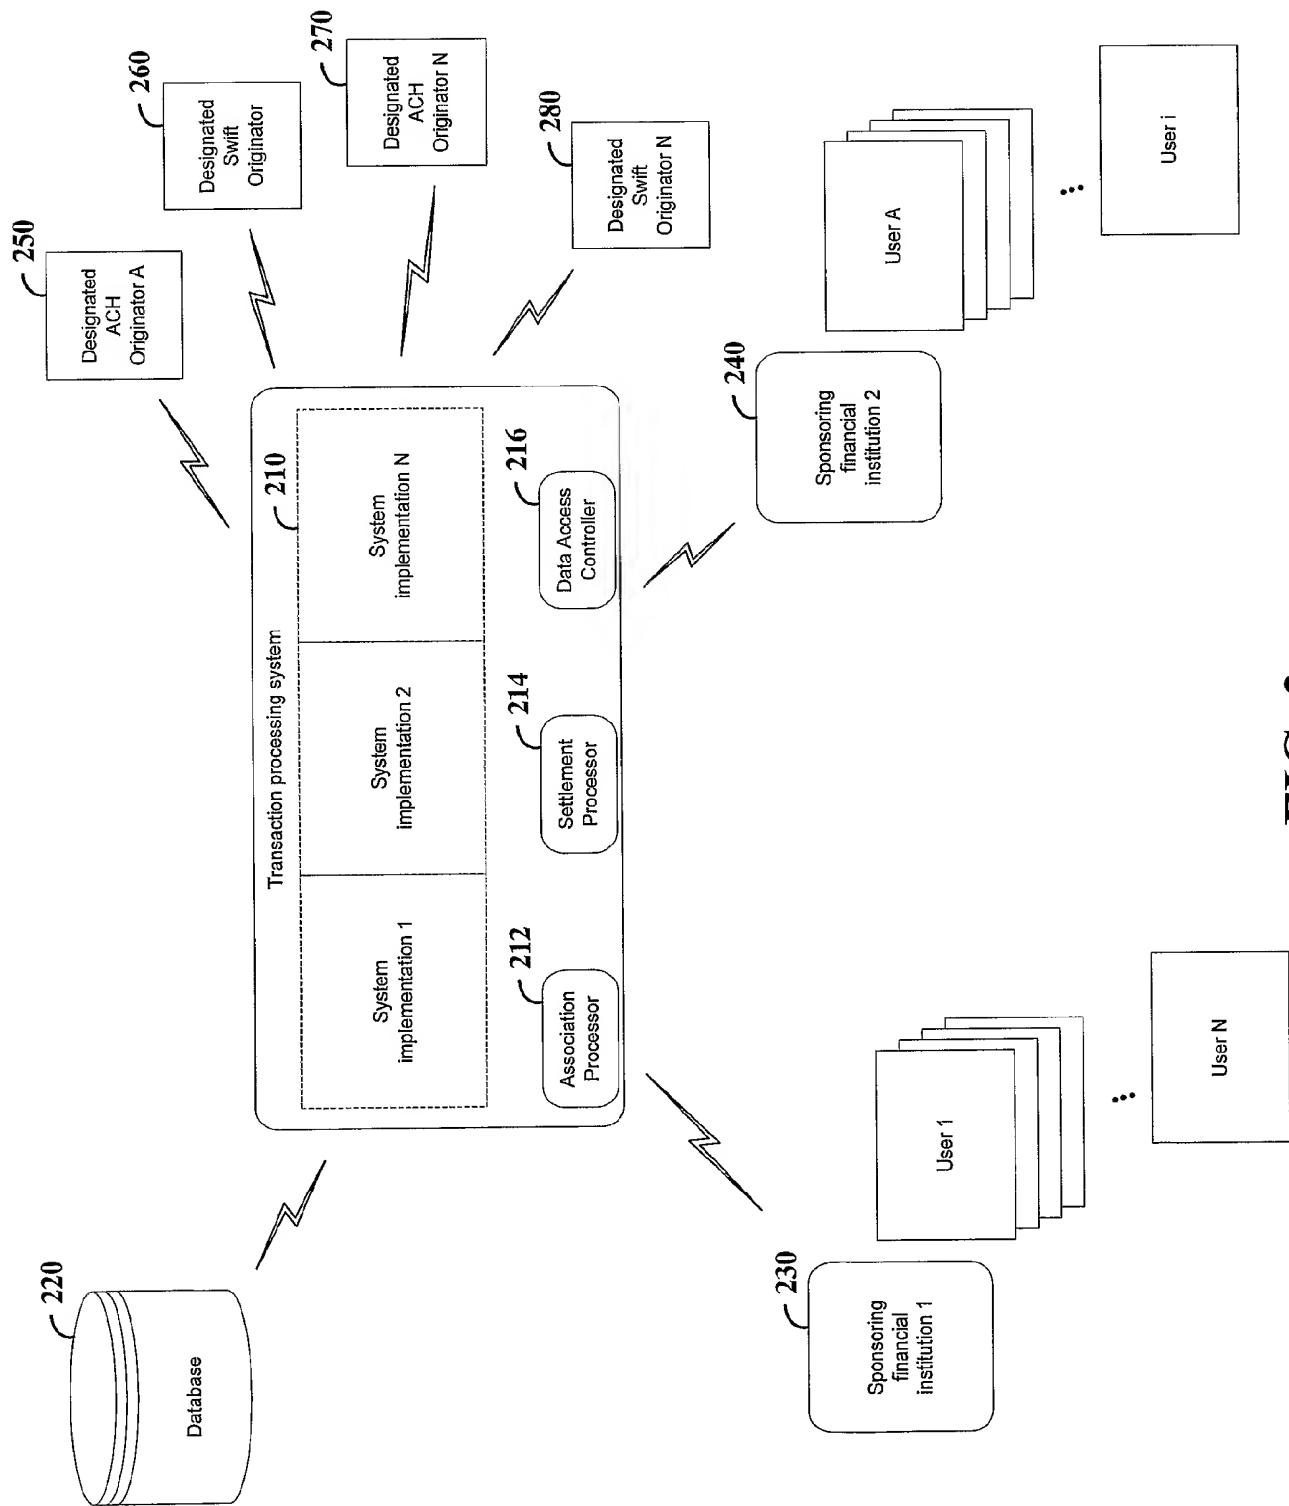 220
Database
250
Designated
ACH
Originator A
260
Designated
Swift
Originator
270
Designated
ACH
Originator N
280
Designated
Swift
Originator N
Transaction processing system
210
System
implementation 1
System
implementation 2
System
implementation N
212
Association
Processor
214
Settlement
Processor
216
Data Access
Controller
230
Sponsoring
financial
institution 1
User 1
User N
240
Sponsoring
financial
institution 2
User A
User i